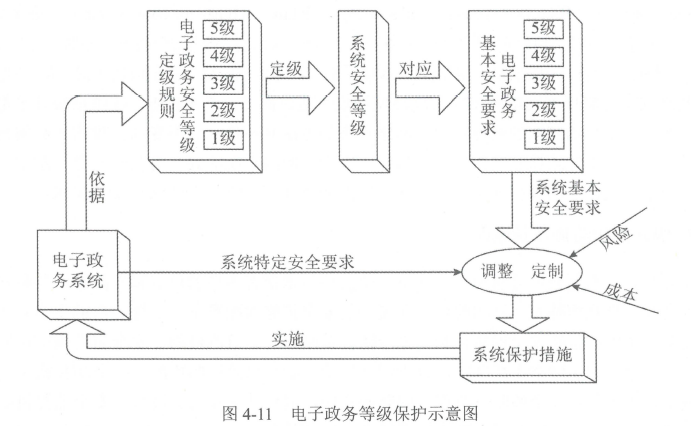 电子政务安全等级
定级规则
5级
4级
3级
2级
1级
定级
系统安全等级
对应
电子政务
基本安全要求
5级
4级
3级
2级
1级
依据
系统基本
安全要求
风险
电子政
务系统
系统特定安全要求
调整 定制
成本
实施
系统保护措施
图 4-11 电子政务等级保护示意图